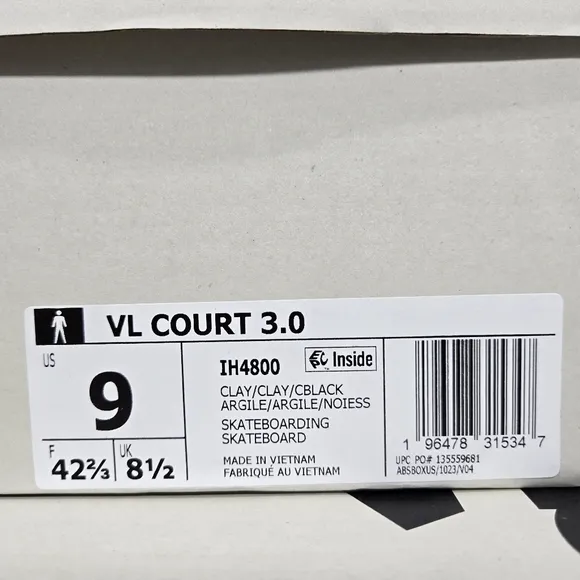 VL COURT 3.0
US
9
F
42⅔
UK
8½
IH4800
Inside
CLAY/CLAY/CBLACK
ARGILE/ARGILE/NOIESS
SKATEBOARDING
SKATEBOARD
MADE IN VIETNAM
FABRIQUÉ AU VIETNAM
1 96478 31534 7
UPC PO# 135559681
ABSBOXUS/1023/V04